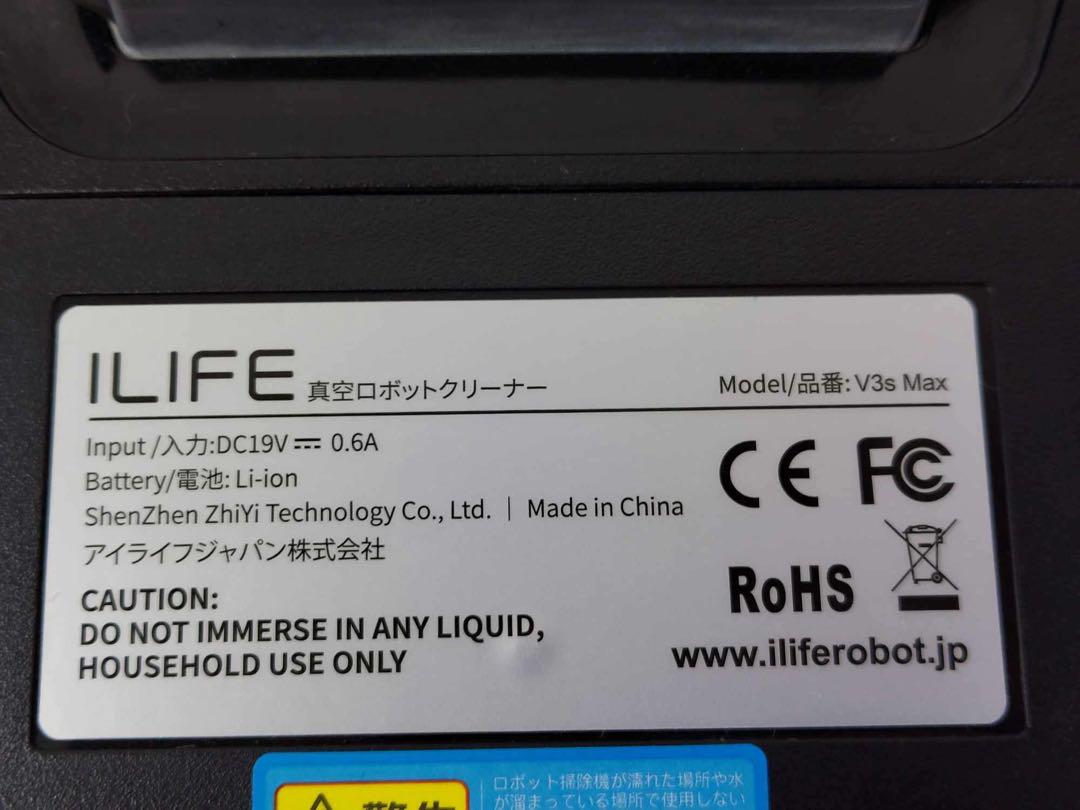 ILIFE 真空ロボットクリーナー Model/品番: V3s Max
Input /入力:DC19V ⎓ 0.6A
Battery/電池: Li-ion
ShenZhen ZhiYi Technology Co., Ltd. | Made in China
アイライフジャパン株式会社
CE FC
CAUTION:
DO NOT IMMERSE IN ANY LIQUID,
HOUSEHOLD USE ONLY
RoHS
www.iliferobot.jp
ロボット掃除機が濡れた場所や水
が溜まっている場所で使用しない
警告